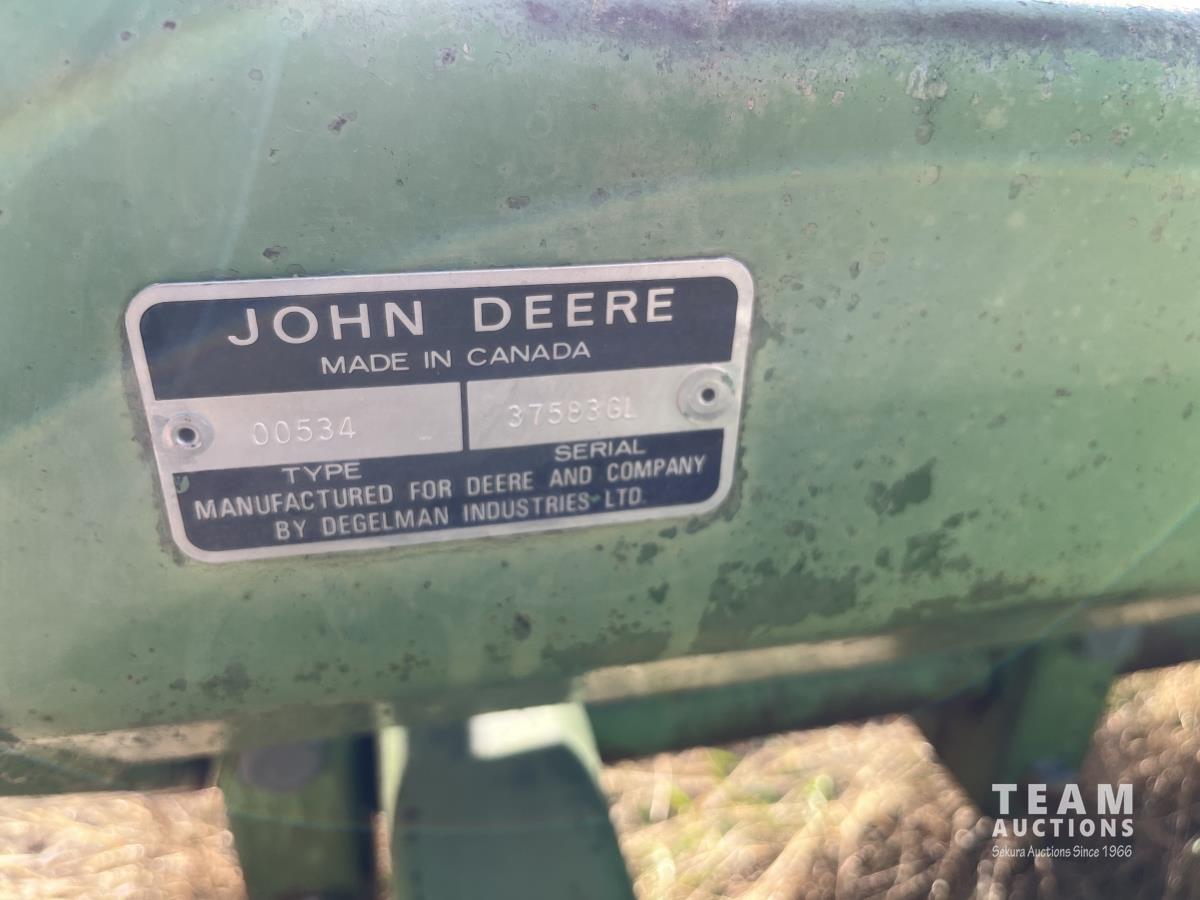 JOHN DEERE
MADE IN CANADA
00534 37583GL
TYPE SERIAL
MANUFACTURED FOR DEERE AND COMPANY
BY DEGELMAN INDUSTRIES LTD.
TEAM
AUCTIONS
Sekura Auctions Since 1966